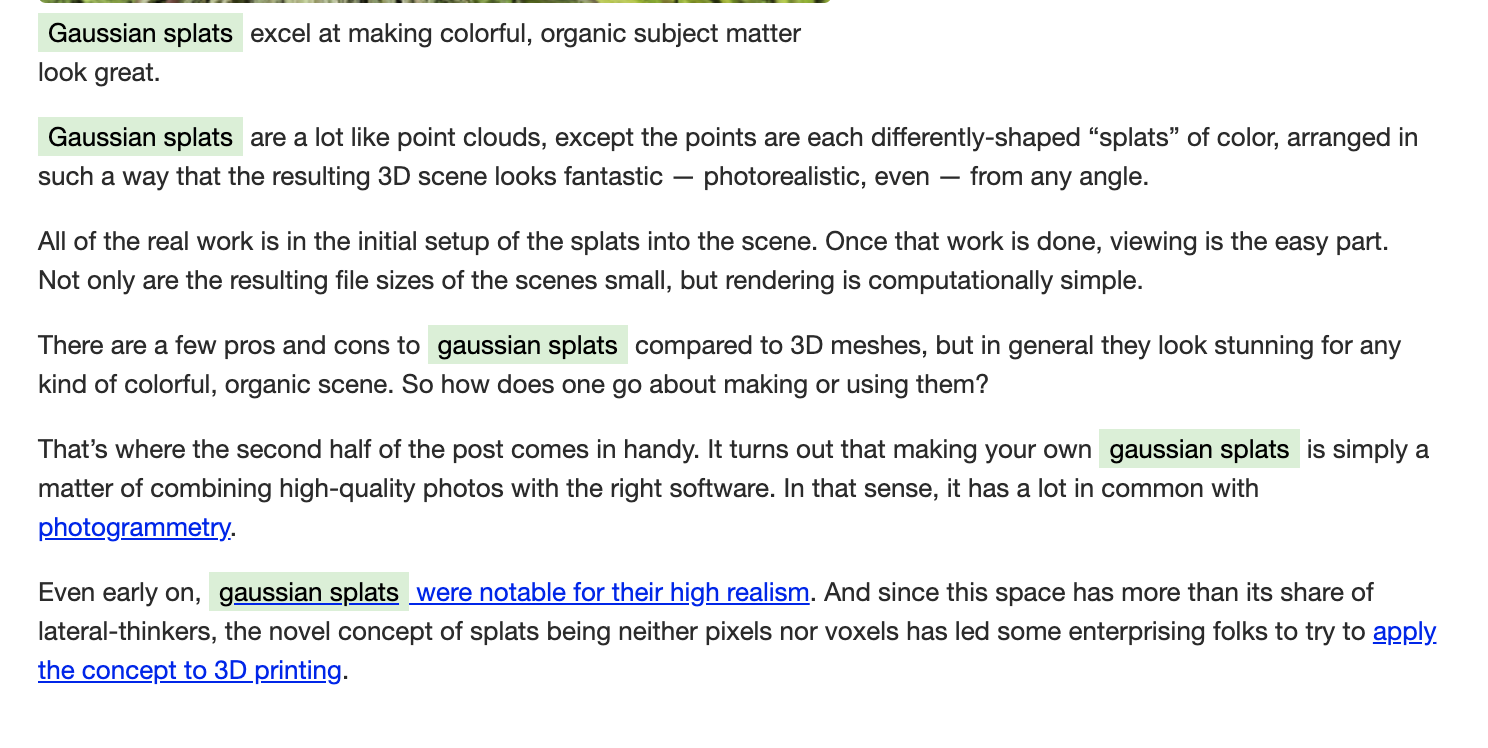 Gaussian splats excel at making colorful, organic subject matter
look great.
Gaussian splats are a lot like point clouds, except the points are each differently-shaped “splats” of color, arranged in
such a way that the resulting 3D scene looks fantastic — photorealistic, even — from any angle.
All of the real work is in the initial setup of the splats into the scene. Once that work is done, viewing is the easy part.
Not only are the resulting file sizes of the scenes small, but rendering is computationally simple.
There are a few pros and cons to gaussian splats compared to 3D meshes, but in general they look stunning for any
kind of colorful, organic scene. So how does one go about making or using them?
That’s where the second half of the post comes in handy. It turns out that making your own gaussian splats is simply a
matter of combining high-quality photos with the right software. In that sense, it has a lot in common with
photogrammetry.
Even early on, gaussian splats were notable for their high realism. And since this space has more than its share of
lateral-thinkers, the novel concept of splats being neither pixels nor voxels has led some enterprising folks to try to apply
the concept to 3D printing.